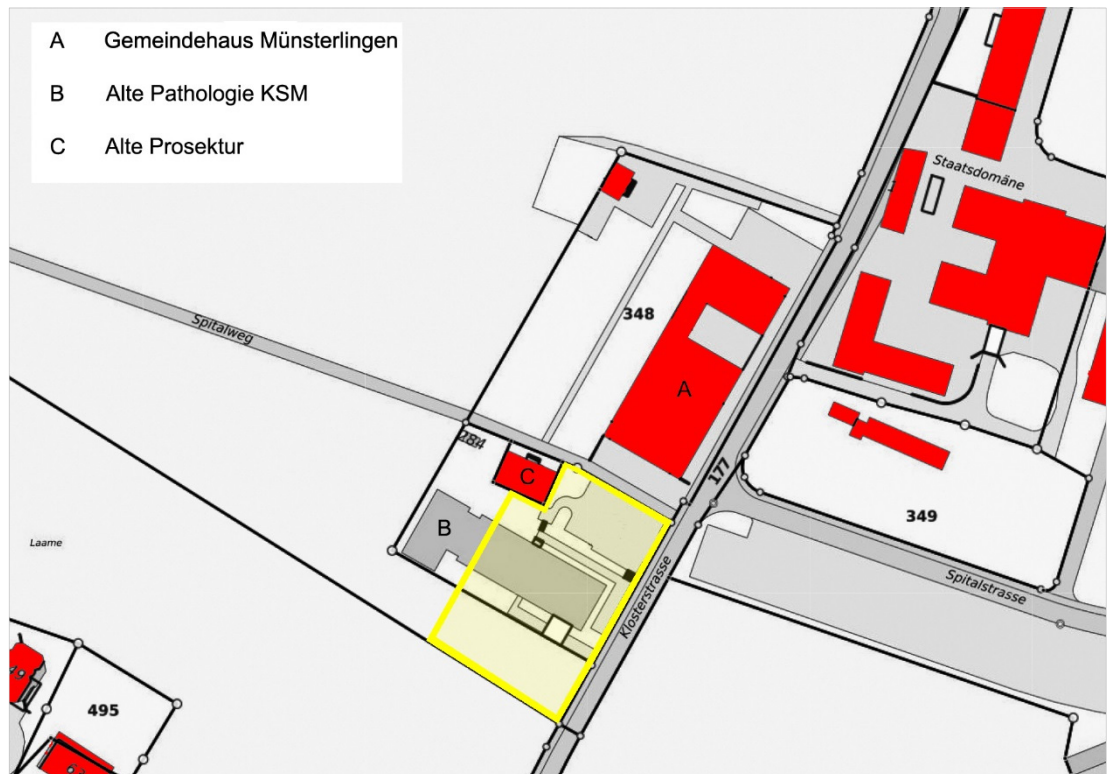 A Gemeindehaus Münsterlingen
B Alte Pathologie KSM
C Alte Prosektur
Staatsdomäne
348
Spitalweg
A
284
C
177
349
B
Laame
Klosterstrasse
Spitalstrasse
495